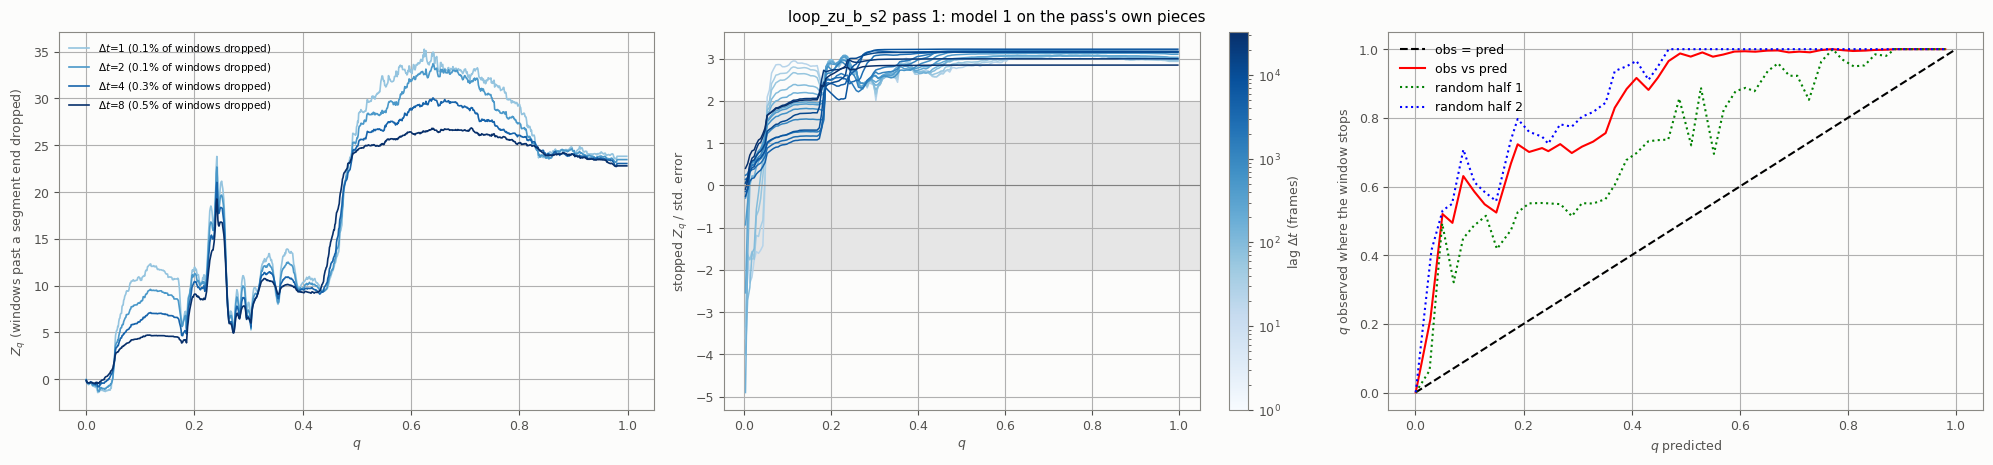 loop_zu_b_s2 pass 1: model 1 on the pass's own pieces
Z_q (windows past a segment end dropped)
35
30
25
20
15
10
5
0
Δt=1 (0.1% of windows dropped)
Δt=2 (0.1% of windows dropped)
Δt=4 (0.3% of windows dropped)
Δt=8 (0.5% of windows dropped)
0.0 0.2 0.4 0.6 0.8 1.0
q
stopped Z_q / std. error
3
2
1
0
−1
−2
−3
−4
−5
0.0 0.2 0.4 0.6 0.8 1.0
q
10^4
10^3
10^2
10^1
10^0
lag Δt (frames)
q observed where the window stops
1.0
0.8
0.6
0.4
0.2
0.0
obs = pred
obs vs pred
random half 1
random half 2
0.0 0.2 0.4 0.6 0.8 1.0
q predicted